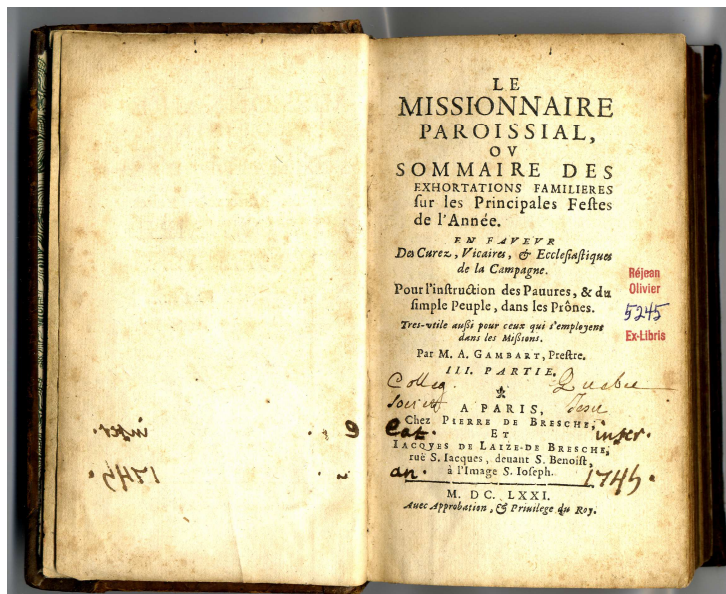 LE
MISSIONNAIRE
PAROISSIAL,
OV
SOMMAIRE DES
EXHORTATIONS FAMILIERES
ſur les Principales Feſtes
de l'Année.
EN FAVEVR
Des Curez, Vicaires, & Eccleſiaſtiques
de la Campagne.
Pour l'inſtruction des Pauures, & du
ſimple Peuple, dans les Prônes.
Tres-vtile auſſi pour ceux qui s'employent
dans les Miſſions.
Par M. A. GAMBART, Preſtre.
III. PARTIE.
Réjean
Olivier
5245
Ex-Libris
Colleg. Quebec
Societ Jesu
A PARIS,
Chez PIERRE DE BRESCHE,
Cat. inſcr.
ET
IACQVES DE LAIZE-DE BRESCHE,
ruë S. Iacques, deuant S. Benoiſt,
à l'Image S. Ioſeph.
an. 1745.
M. DC. LXXI.
Auec Approbation, & Priuilege du Roy.